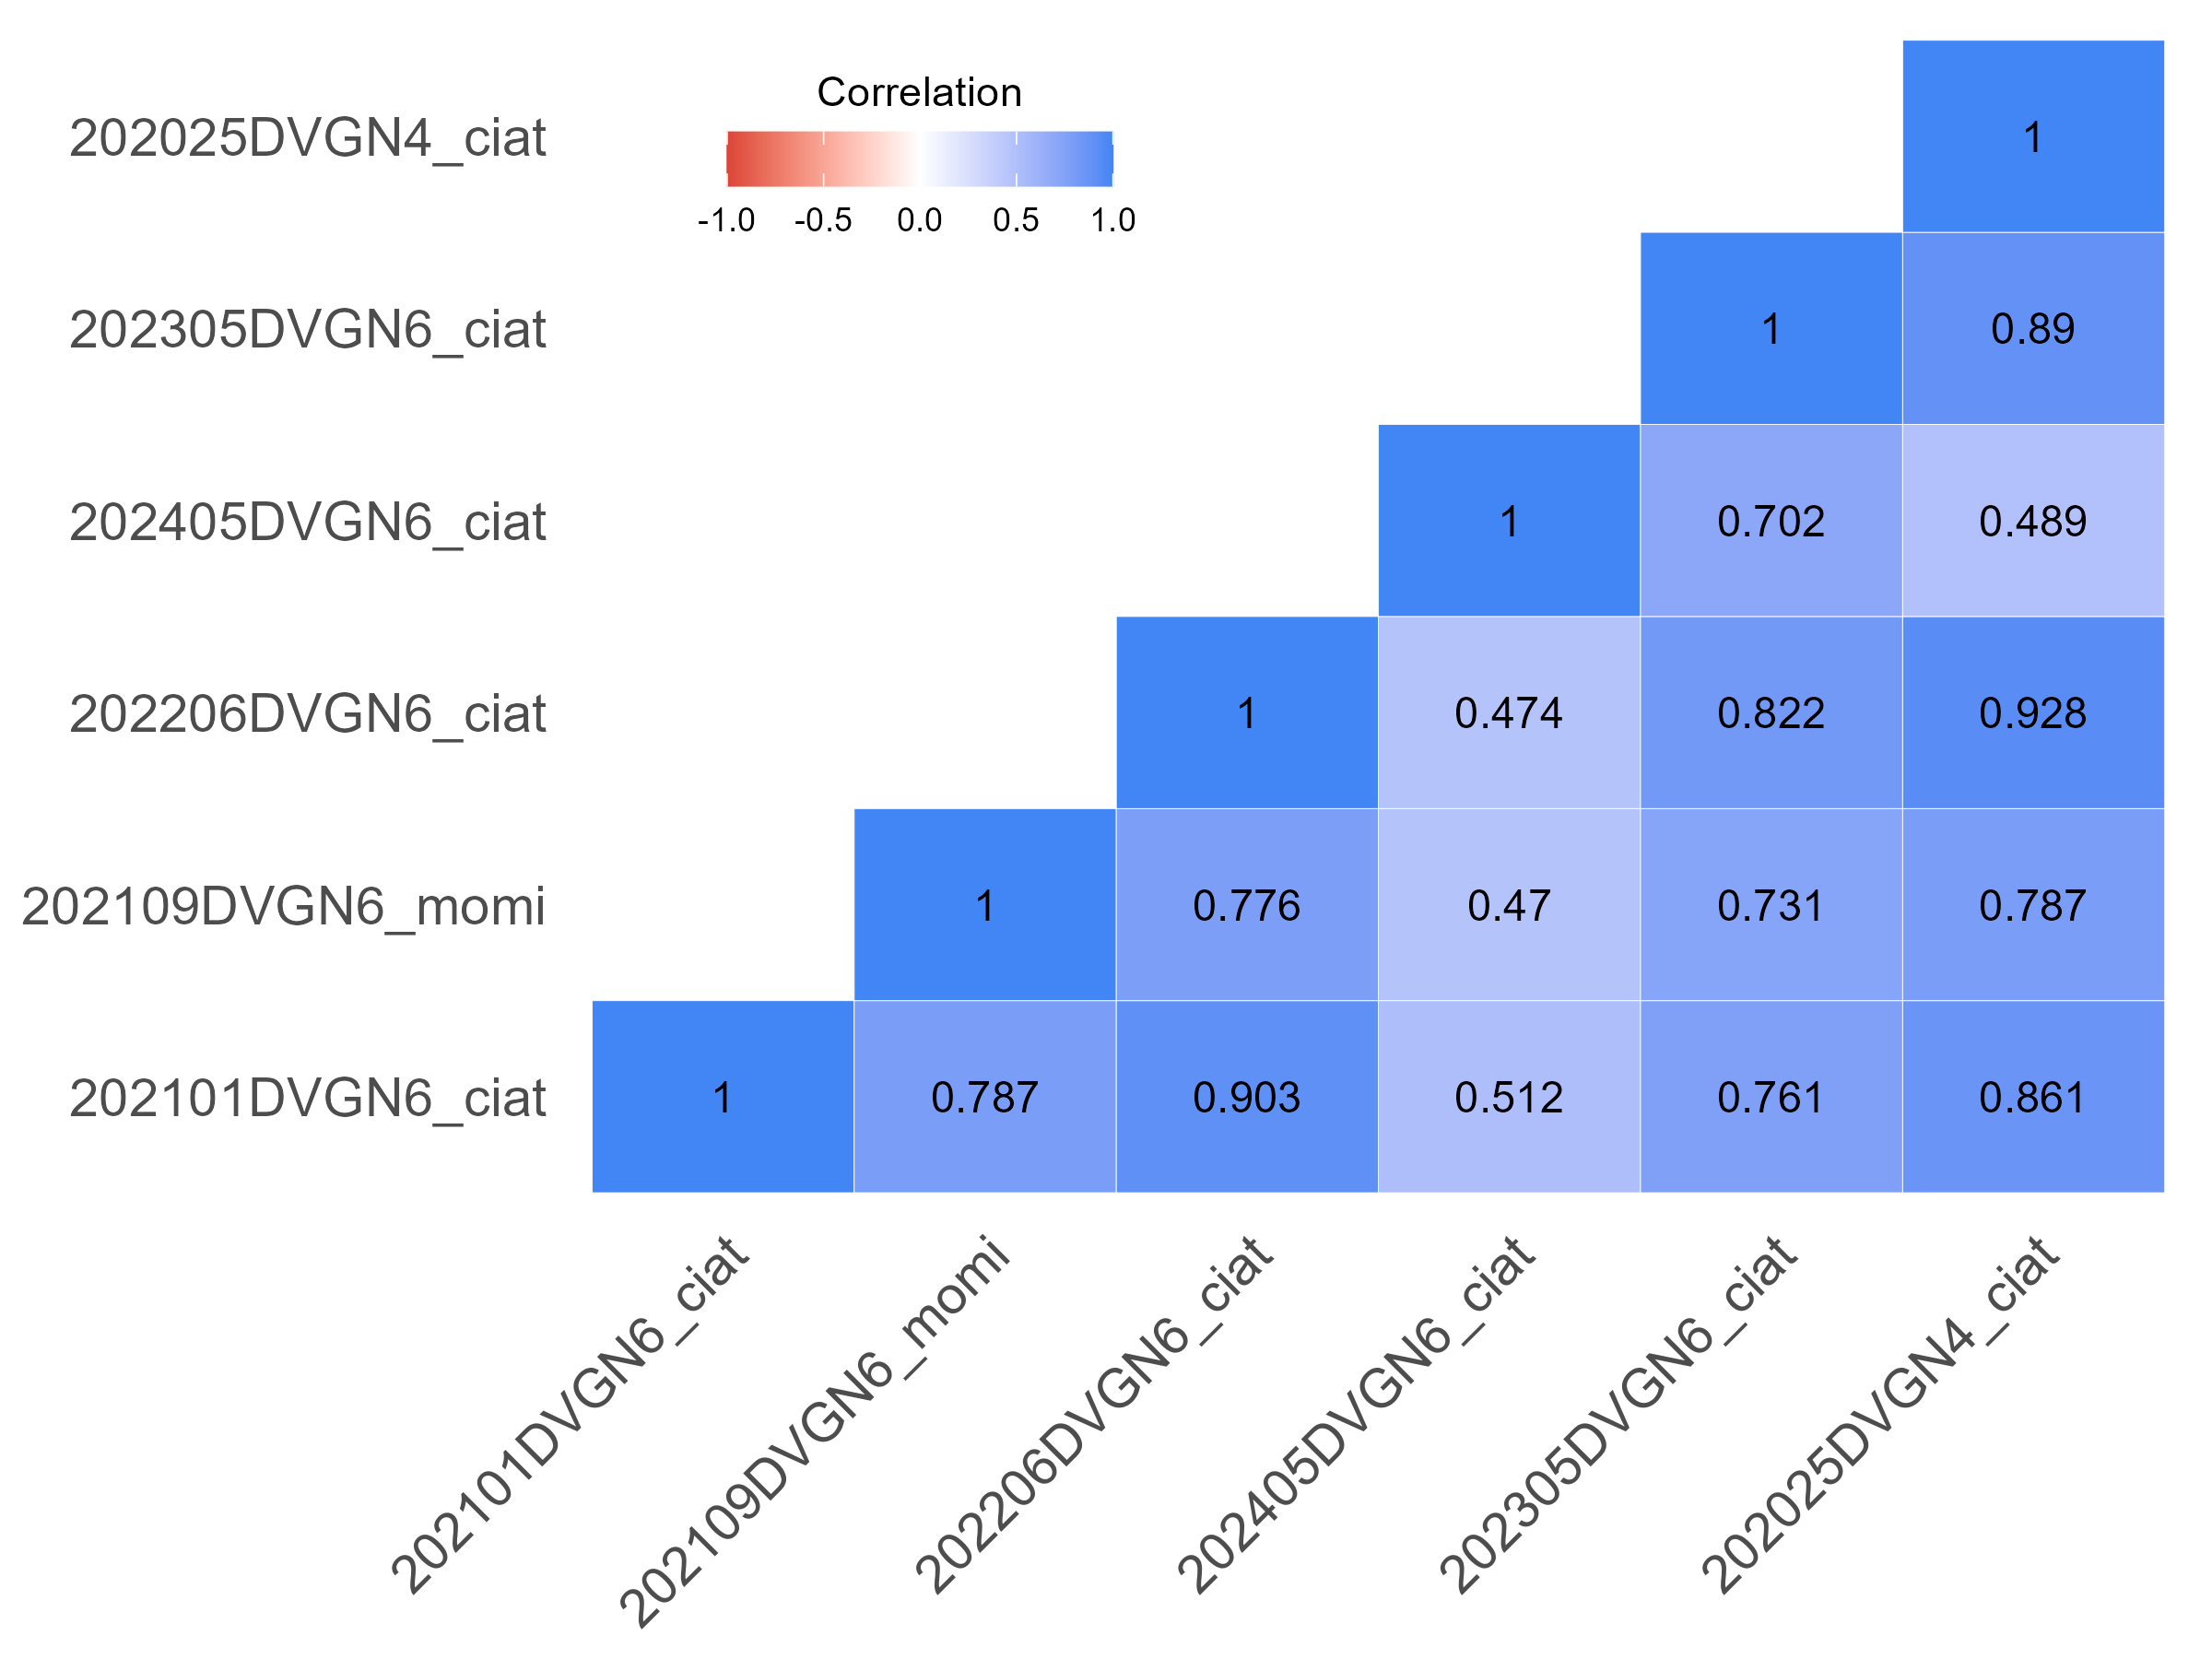 Correlation
-1.0 -0.5 0.0 0.5 1.0
202025DVGN4_ciat 1
202305DVGN6_ciat 1 0.89
202405DVGN6_ciat 1 0.702 0.489
202206DVGN6_ciat 1 0.474 0.822 0.928
202109DVGN6_momi 1 0.776 0.47 0.731 0.787
202101DVGN6_ciat 1 0.787 0.903 0.512 0.761 0.861
202101DVGN6_ciat
202109DVGN6_momi
202206DVGN6_ciat
202405DVGN6_ciat
202305DVGN6_ciat
202025DVGN4_ciat